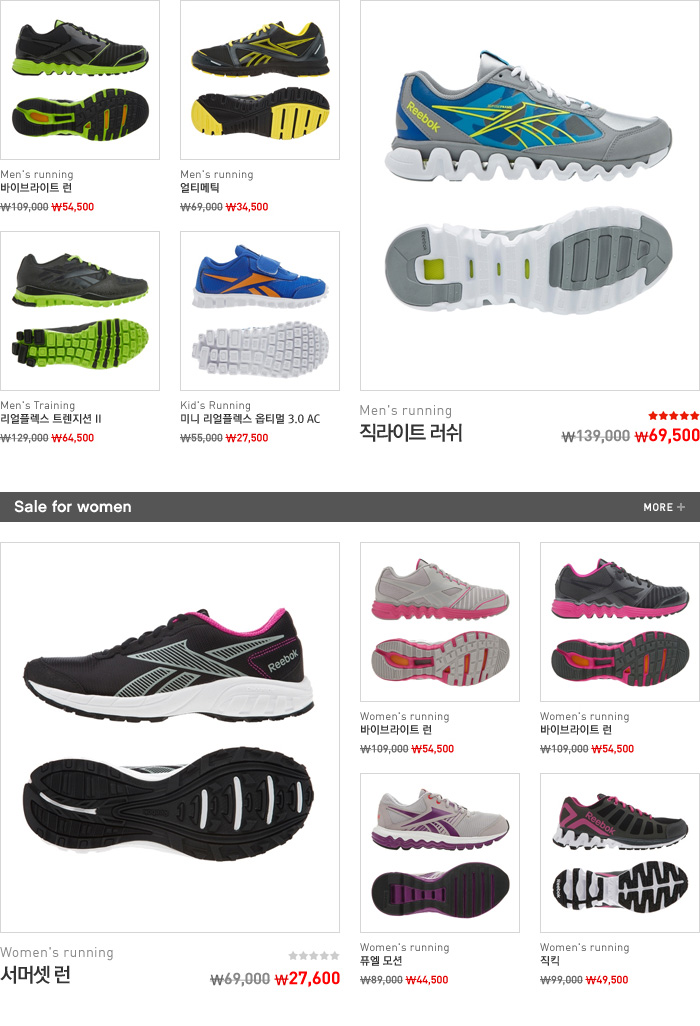 Men's running
바이브라이트 런
₩109,000 ₩54,500
Men's running
얼티메틱
₩69,000 ₩34,500
Reebok
Men's Training
리얼플렉스 트렌지션 II
₩129,000 ₩64,500
Kid's Running
미니 리얼플렉스 옵티멀 3.0 AC
₩55,000 ₩27,500
Men's running
직라이트 러쉬
₩139,000 ₩69,500
Sale for women
MORE +
Reebok
Women's running
서머셋 런
₩69,000 ₩27,600
Women's running
바이브라이트 런
₩109,000 ₩54,500
Women's running
바이브라이트 런
₩109,000 ₩54,500
Reebok
Reebok
Women's running
퓨엘 모션
₩89,000 ₩44,500
Women's running
직킥
₩99,000 ₩49,500